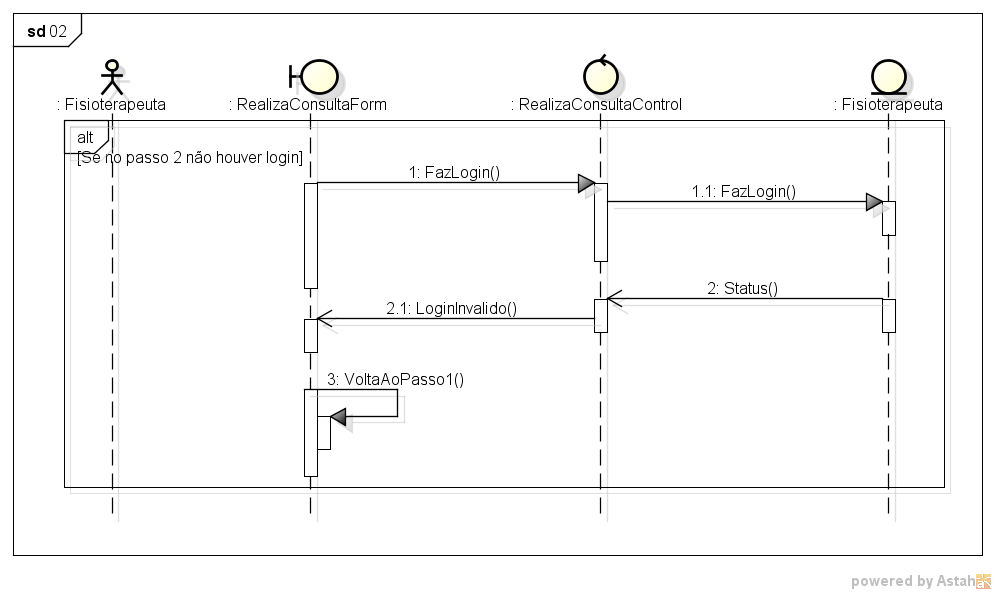 sd 02
: Fisioterapeuta
: RealizaConsultaForm
: RealizaConsultaControl
: Fisioterapeuta
alt
[Se no passo 2 não houver login]
1: FazLogin()
1.1: FazLogin()
2: Status()
2.1: LoginInvalido()
3: VoltaAoPasso1()
powered by Astah